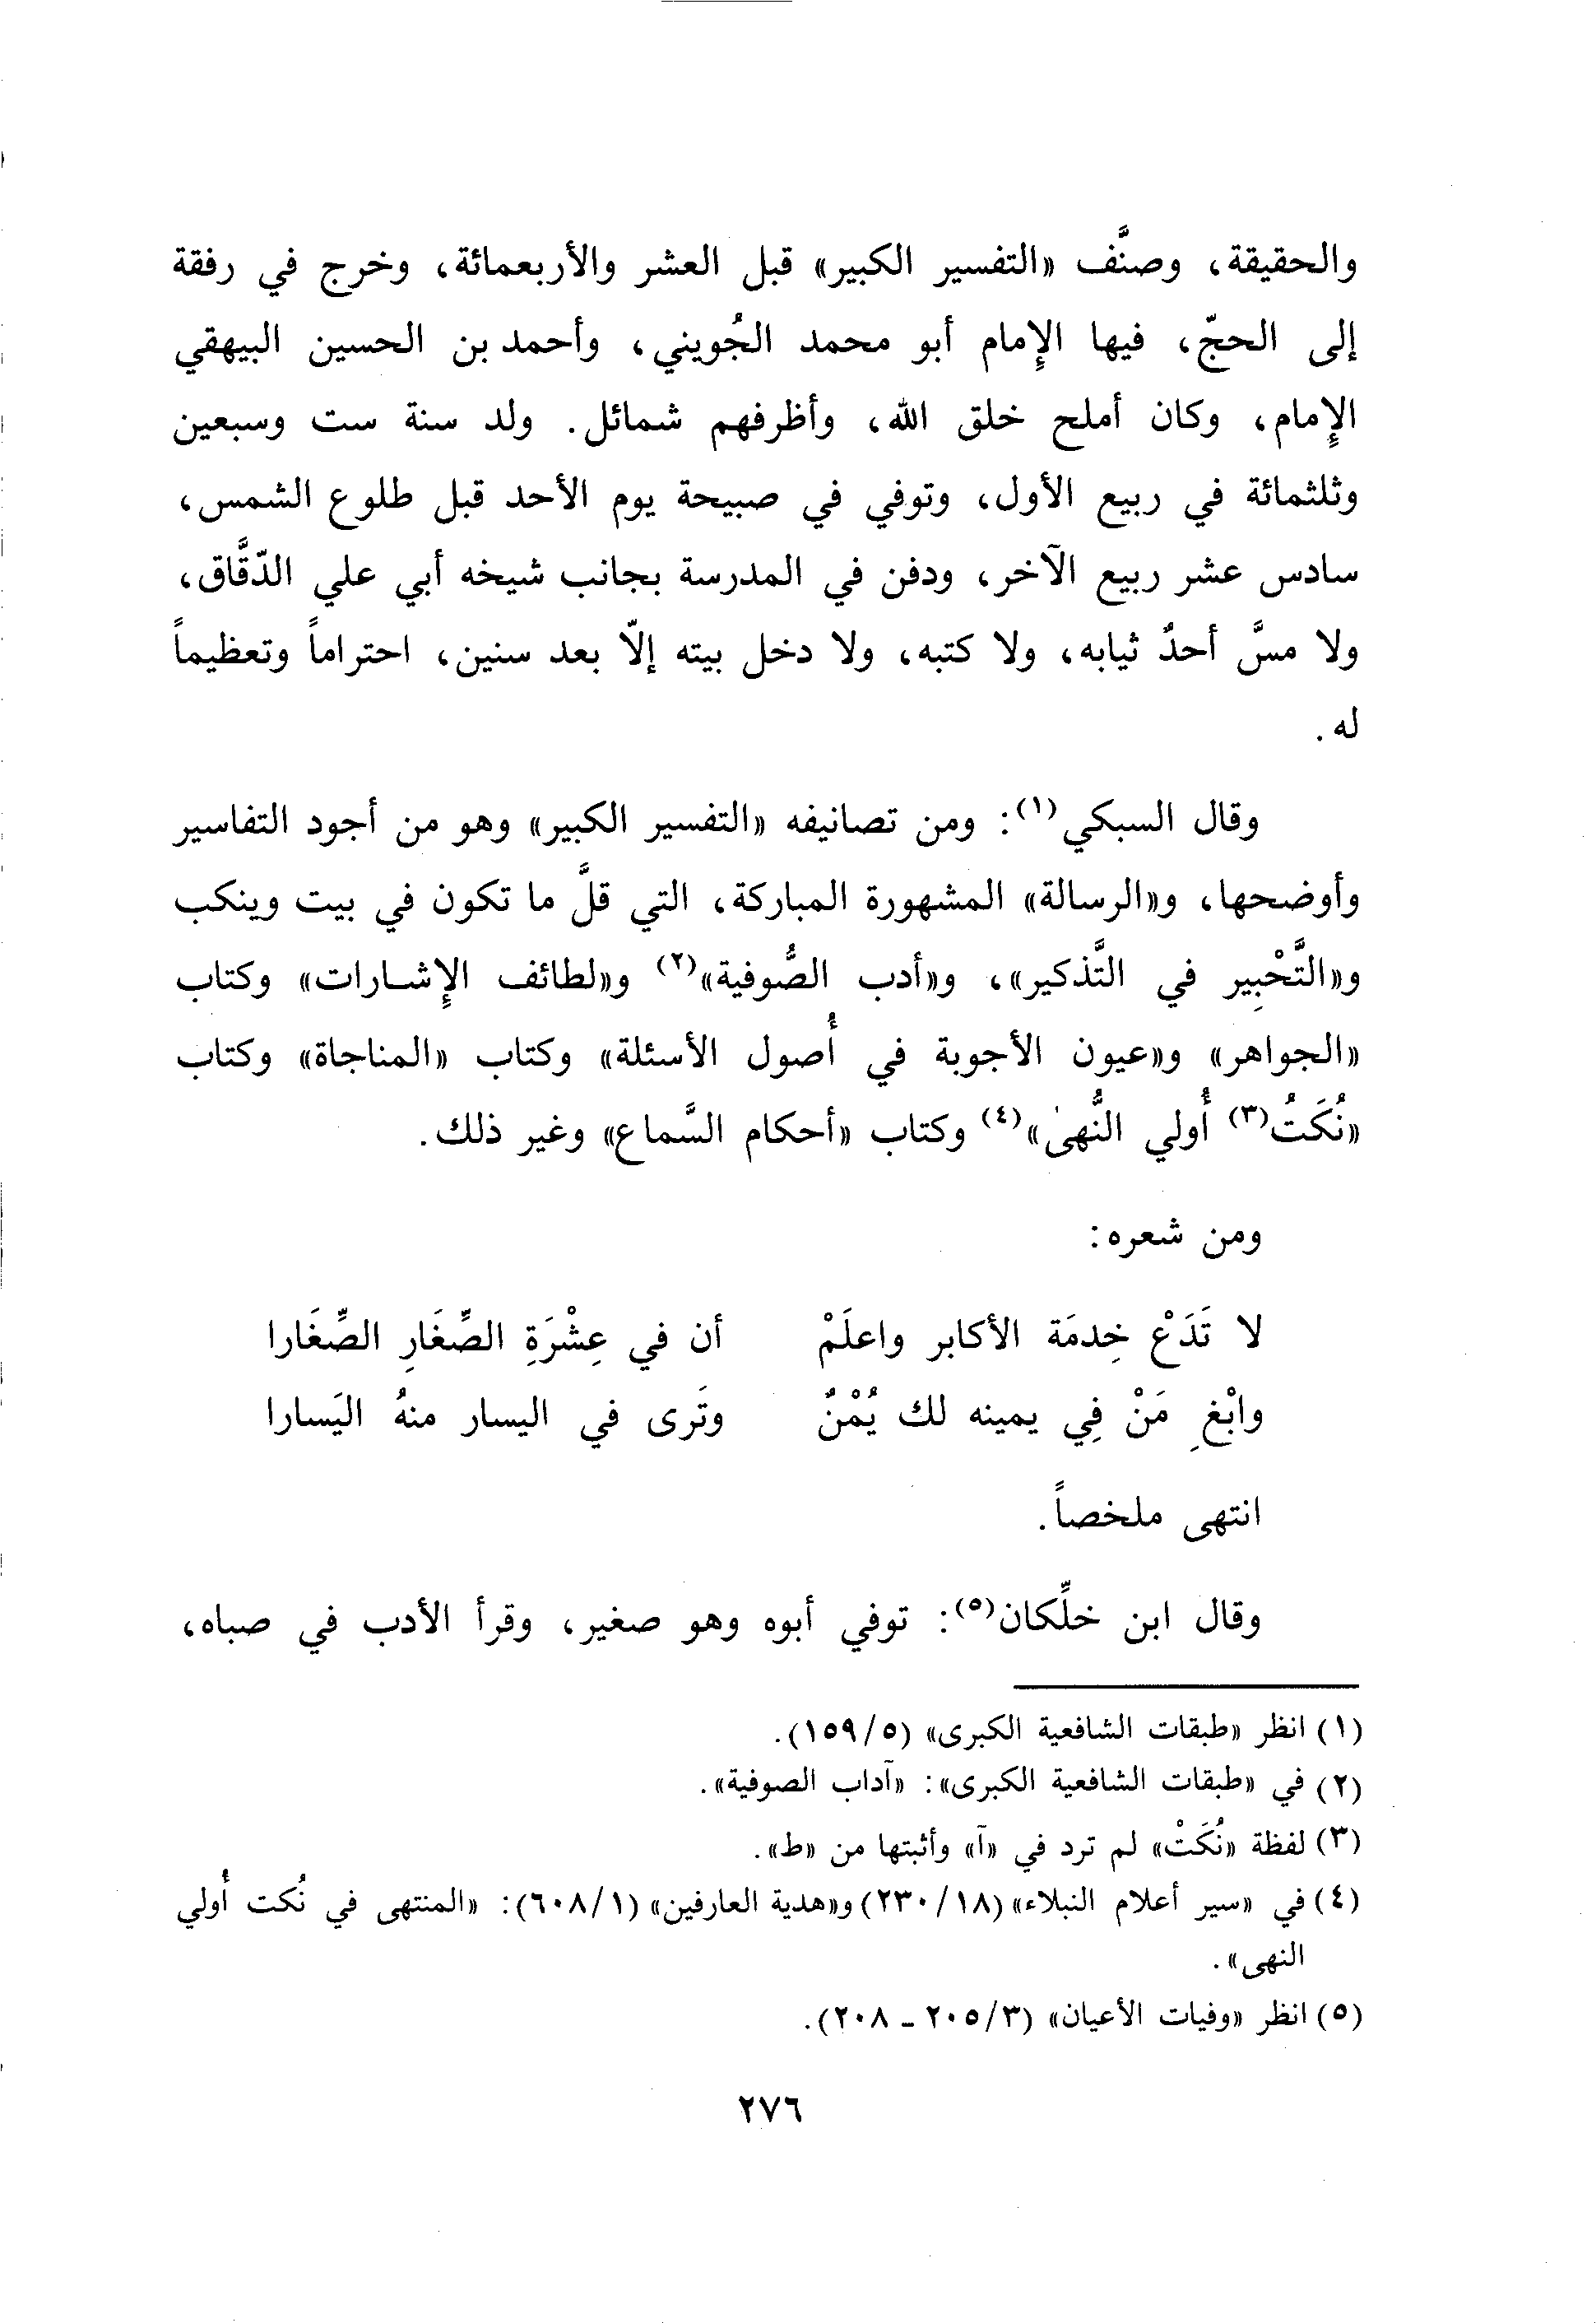 والحقيقة، وصنَّف «التفسير الكبير» قبل العشر والأربعمائة، وخرج في رفقة
إلى الحجّ، فيها الإِمام أبو محمد الجُويني، وأحمد بن الحسين البيهقي
الإِمام، وكان أملح خلق الله، وأظرفهم شمائل. ولد سنة ست وسبعين
وثلثمائة في ربيع الأول، وتوفي في صبيحة يوم الأحد قبل طلوع الشمس،
سادس عشر ربيع الآخر، ودفن في المدرسة بجانب شيخه أبي علي الدّقَّاق،
ولا مسَّ أحدٌ ثيابه، ولا كتبه، ولا دخل بيته إلّا بعد سنين، احتراماً وتعظيماً
له.
وقال السبكي(١): ومن تصانيفه «التفسير الكبير» وهو من أجود التفاسير
وأوضحها، و«الرسالة» المشهورة المباركة، التي قلَّ ما تكون في بيت وينكب
و«التَّحْبِير في التَّذكير»، و«أدب الصُّوفية»(٢) و«لطائف الإِشارات» وكتاب
«الجواهر» و«عيون الأجوبة في أُصول الأسئلة» وكتاب «المناجاة» وكتاب
«نُكَتُ(٣) أُولي النُّهىٰ»(٤) وكتاب «أحكام السَّماع» وغير ذلك.
ومن شعره:
لا تَدَعْ خِدمَة الأكابر واعلَمْ أن في عِشْرَةِ الصِّغَارِ الصِّغَارا
وابْغِ مَنْ فِي يمينه لك يُمْنٌ وتَرى في اليسار منهُ اليَسارا
انتهى ملخصاً.
وقال ابن خلِّكان(٥): توفي أبوه وهو صغير، وقرأ الأدب في صباه،
(١) انظر «طبقات الشافعية الكبرى» (١٥٩/٥).
(٢) في «طبقات الشافعية الكبرى»: «آداب الصوفية».
(٣) لفظة «نُكَتْ» لم ترد في «آ» وأثبتها من «ط».
(٤) في «سير أعلام النبلاء» (٢٣٠/١٨) و«هدية العارفين» (٦٠٨/١): «المنتهى في نُكت أُولي
النهى».
(٥) انظر «وفيات الأعيان» (٢٠٥/٣ - ٢٠٨).
٢٧٦